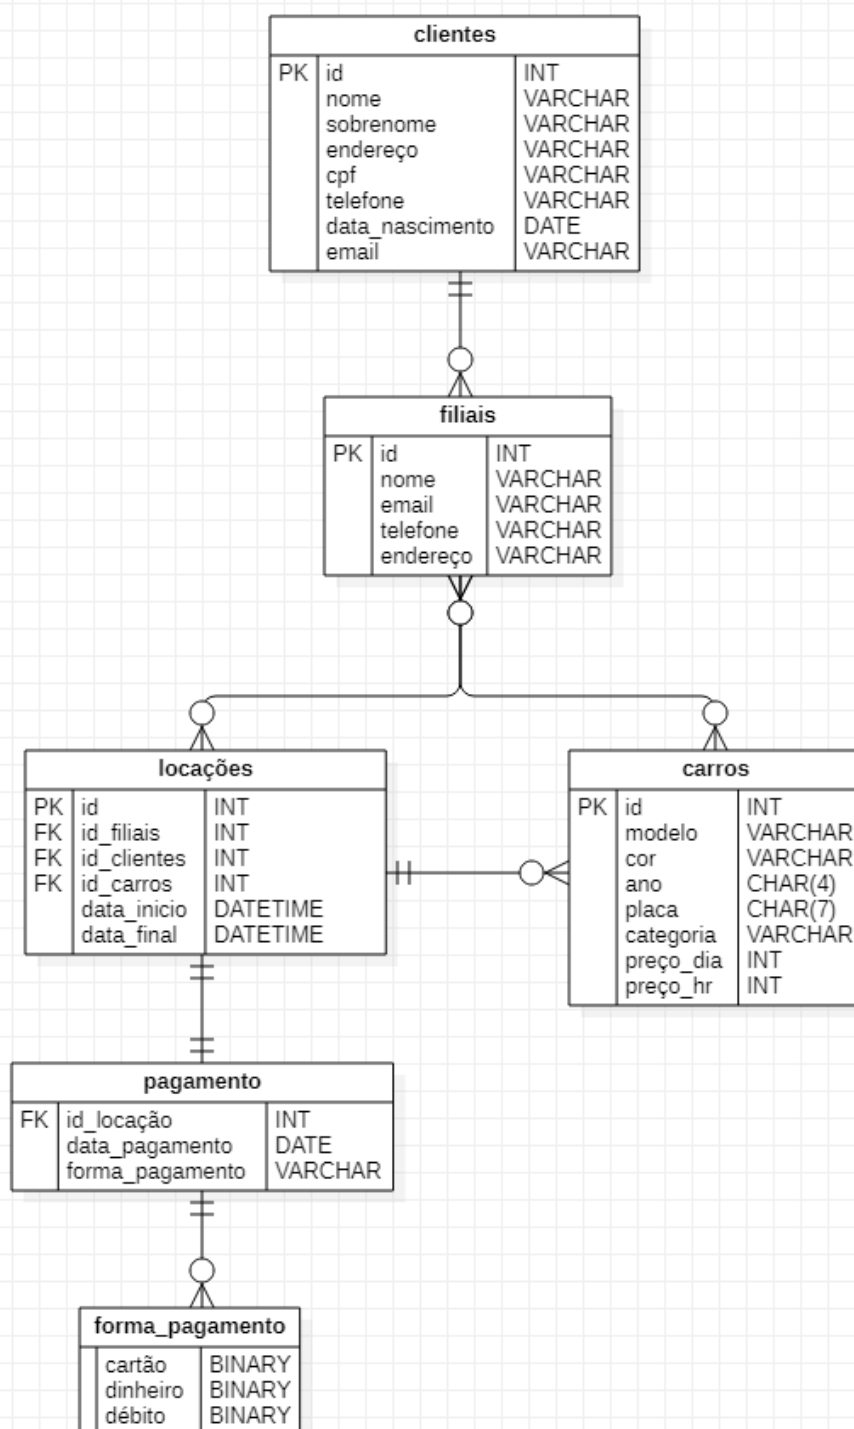 clientes
PK id INT
nome VARCHAR
sobrenome VARCHAR
endereço VARCHAR
cpf VARCHAR
telefone VARCHAR
data_nascimento DATE
email VARCHAR
filiais
PK id INT
nome VARCHAR
email VARCHAR
telefone VARCHAR
endereço VARCHAR
locações
PK id INT
FK id_filiais INT
FK id_clientes INT
FK id_carros INT
data_inicio DATETIME
data_final DATETIME
carros
PK id INT
modelo VARCHAR
cor VARCHAR
ano CHAR(4)
placa CHAR(7)
categoria VARCHAR
preço_dia INT
preço_hr INT
pagamento
FK id_locação INT
data_pagamento DATE
forma_pagamento VARCHAR
forma_pagamento
cartão BINARY
dinheiro BINARY
débito BINARY